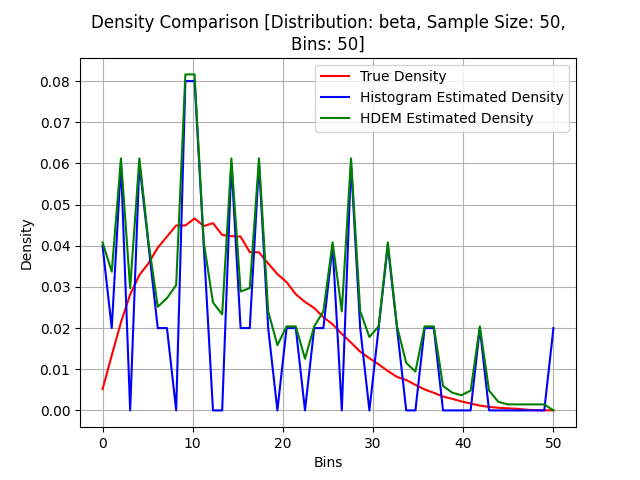 Density Comparison [Distribution: beta, Sample Size: 50,
Bins: 50]
True Density
Histogram Estimated Density
HDEM Estimated Density
Density
0.08
0.07
0.06
0.05
0.04
0.03
0.02
0.01
0.00
0 10 20 30 40 50
Bins